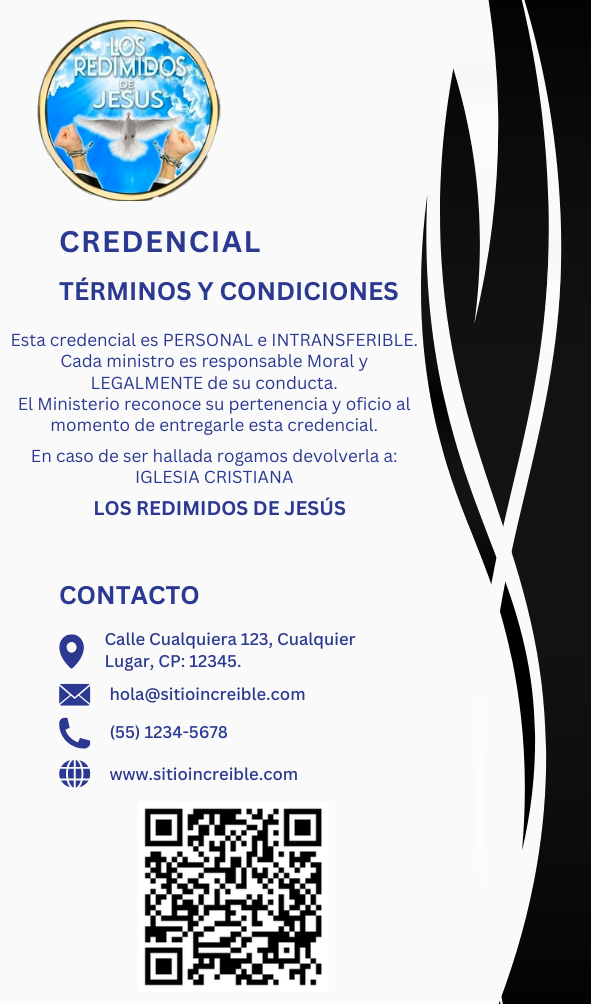 LOS
REDIMIDOS
DE
JESUS
CREDENCIAL
TÉRMINOS Y CONDICIONES
Esta credencial es PERSONAL e INTRANSFERIBLE.
Cada ministro es responsable Moral y
LEGALMENTE de su conducta.
El Ministerio reconoce su pertenencia y oficio al
momento de entregarle esta credencial.
En caso de ser hallada rogamos devolverla a:
IGLESIA CRISTIANA
LOS REDIMIDOS DE JESÚS
CONTACTO
Calle Cualquiera 123, Cualquier
Lugar, CP: 12345.
hola@sitioincreible.com
(55) 1234-5678
www.sitioincreible.com